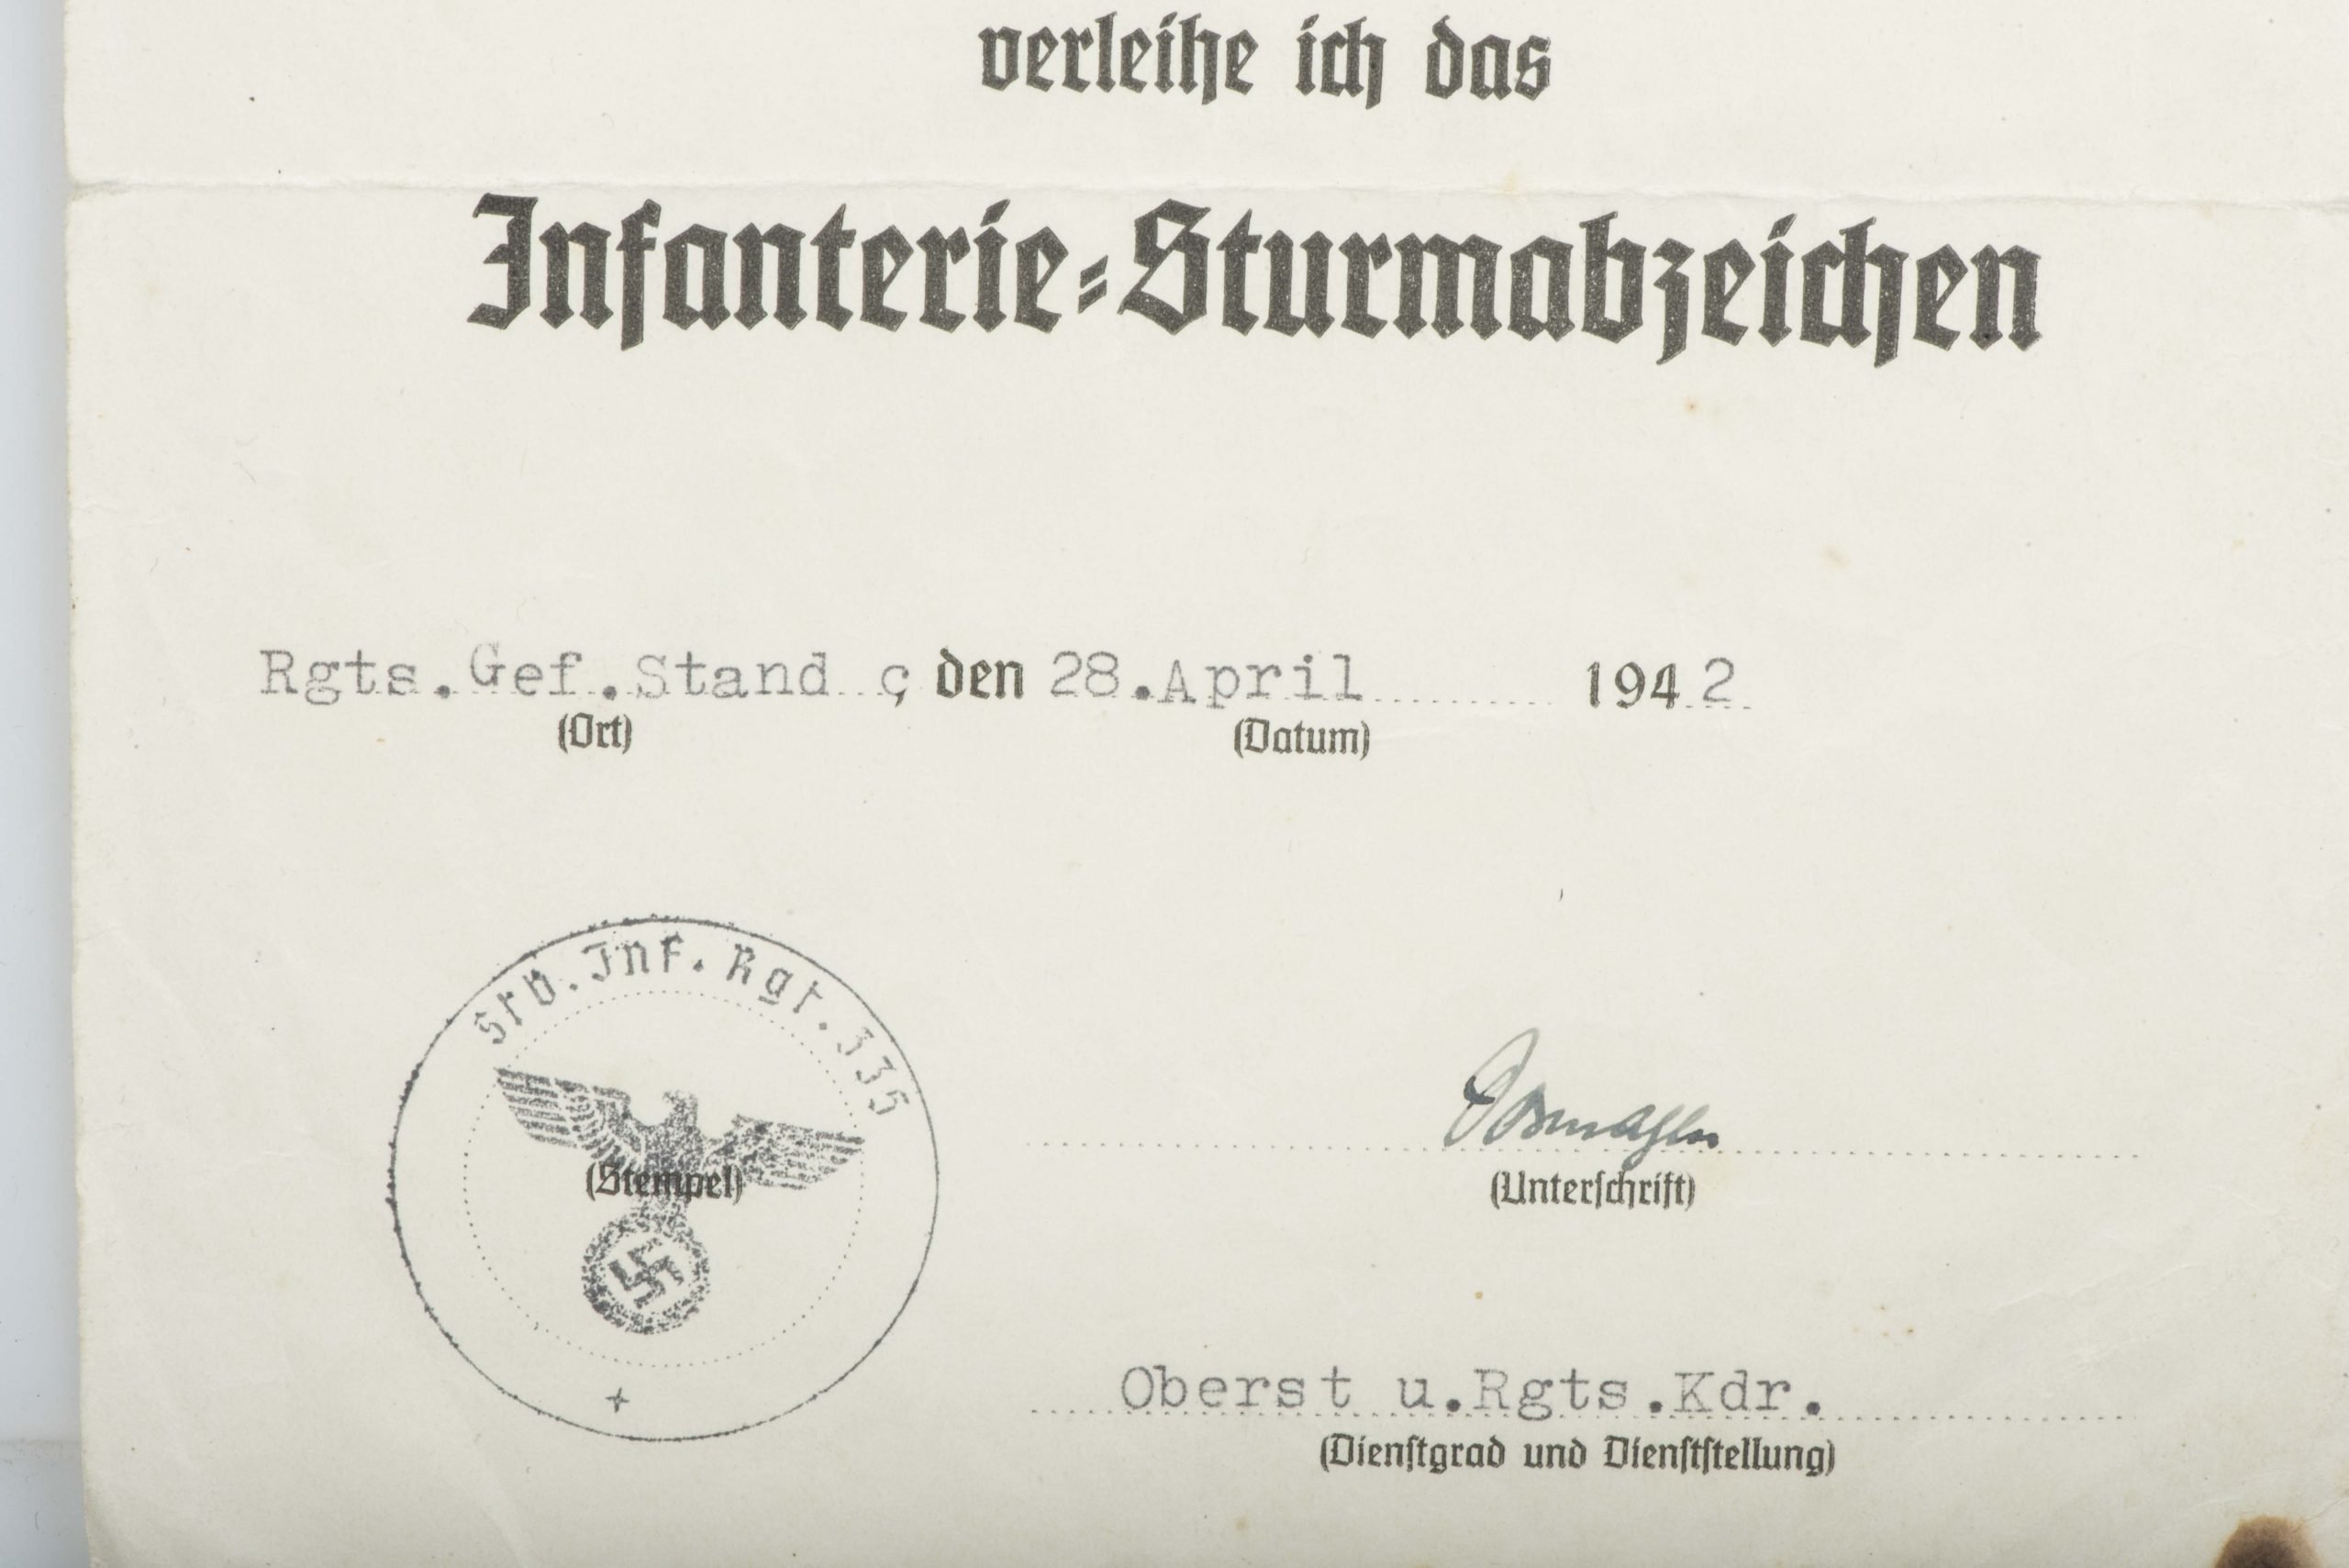 verleihe ich das
Infanterie-Sturmabzeichen
Rgts.Gef.Stand , den 28.April 1942
(Ort) (Datum)
Inf. Rgt. 335
(Stempel)
(Unterschrift)
Oberst u.Rgts.Kdr.
(Dienstgrad und Dienststellung)